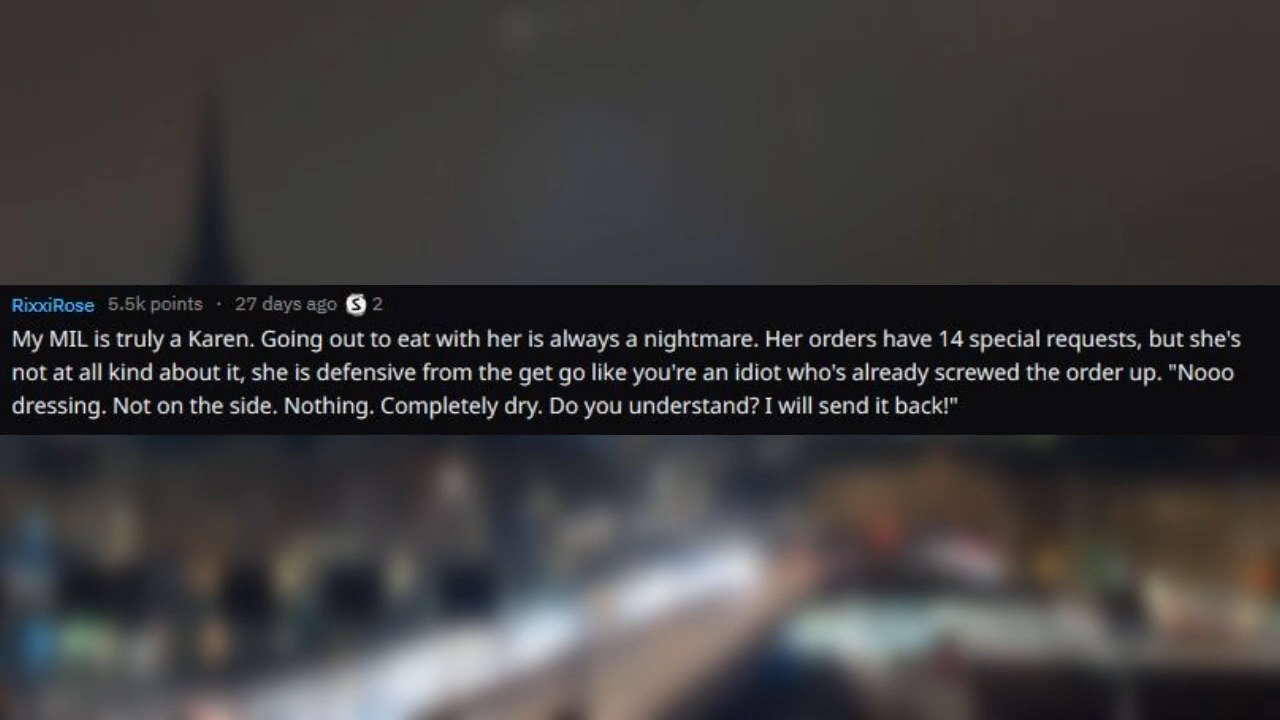 RixxiRose 5.5k points · 27 days ago S 2
My MIL is truly a Karen. Going out to eat with her is always a nightmare. Her orders have 14 special requests, but she's
not at all kind about it, she is defensive from the get go like you're an idiot who's already screwed the order up. "Nooo
dressing. Not on the side. Nothing. Completely dry. Do you understand? I will send it back!"